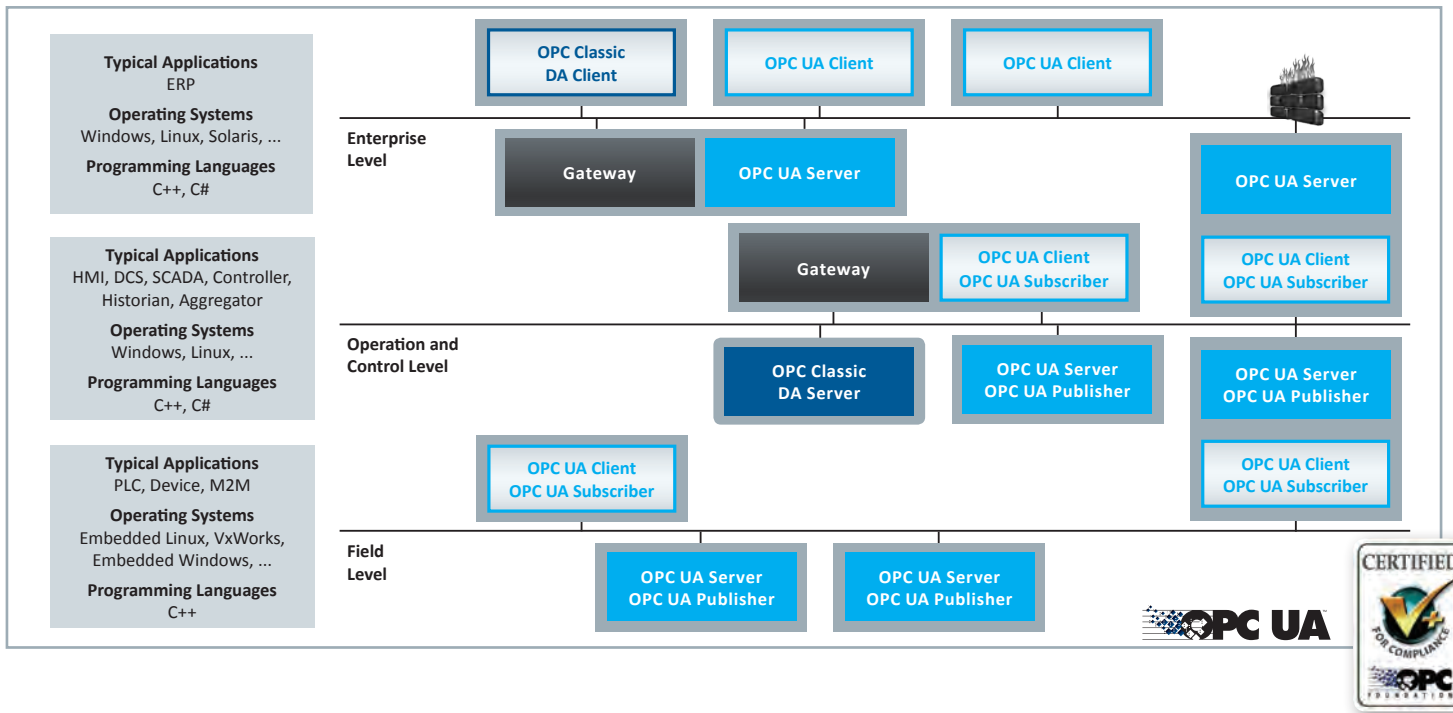 Typical Applications
ERP
Operating Systems
Windows, Linux, Solaris, ...
Programming Languages
C++, C#
OPC Classic
DA Client
OPC UA Client
OPC UA Client
Enterprise
Level
Gateway
OPC UA Server
OPC UA Server
Typical Applications
HMI, DCS, SCADA, Controller,
Historian, Aggregator
Operating Systems
Windows, Linux, ...
Programming Languages
C++, C#
Gateway
OPC UA Client
OPC UA Subscriber
OPC UA Client
OPC UA Subscriber
Operation and
Control Level
OPC Classic
DA Server
OPC UA Server
OPC UA Publisher
OPC UA Server
OPC UA Publisher
Typical Applications
PLC, Device, M2M
Operating Systems
Embedded Linux, VxWorks,
Embedded Windows, ...
Programming Languages
C++
OPC UA Client
OPC UA Subscriber
OPC UA Client
OPC UA Subscriber
Field
Level
OPC UA Server
OPC UA Publisher
OPC UA Server
OPC UA Publisher
OPC UA
CERTIFIED
V+
FOR COMPLIANCE
OPC
FOUNDATION